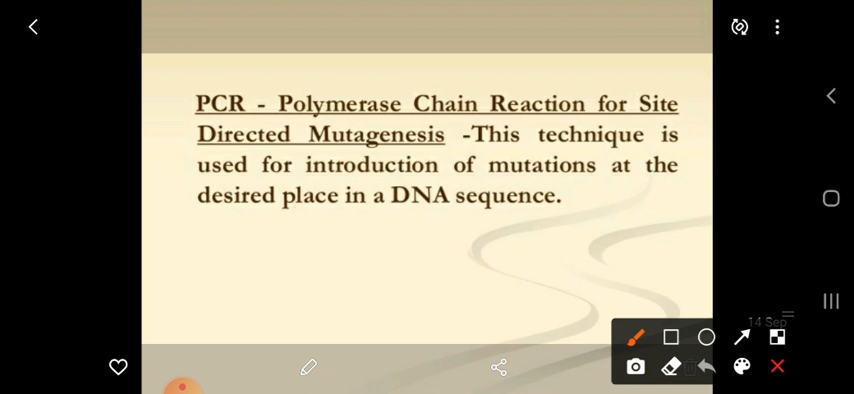 PCR - Polymerase Chain Reaction for Site
Directed Mutagenesis -This technique is
used for introduction of mutations at the
desired place in a DNA sequence.
14 Sep